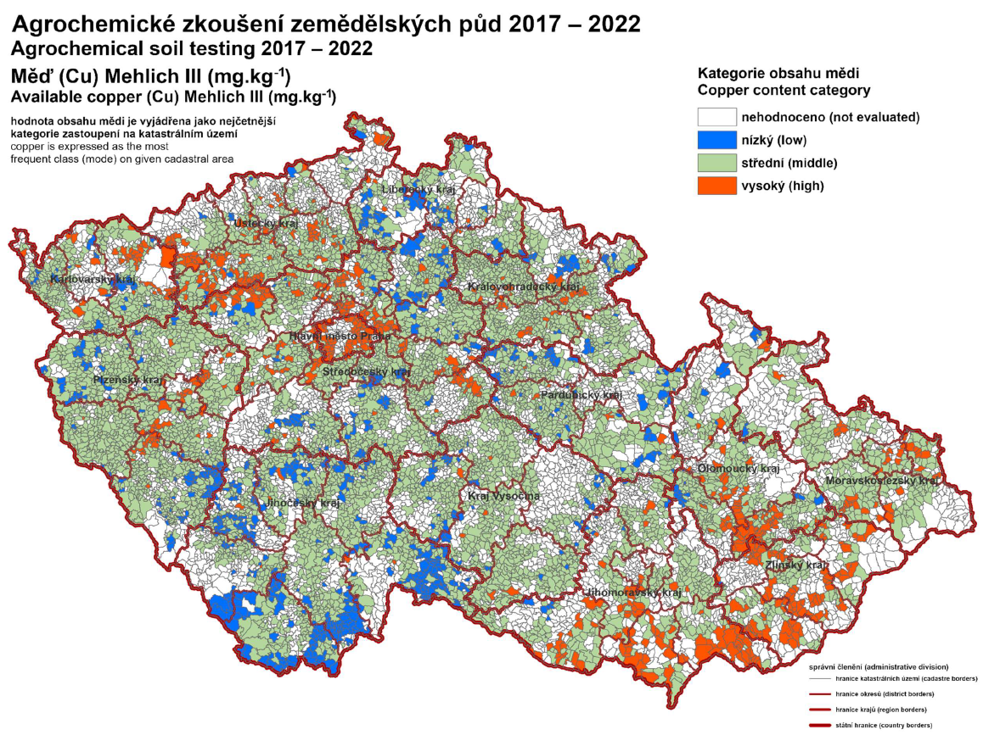 Agrochemické zkoušení zemědělských půd 2017 – 2022
Agrochemical soil testing 2017 – 2022
Měď (Cu) Mehlich III (mg.kg-1)
Available copper (Cu) Mehlich III (mg.kg-1)
hodnota obsahu mědi je vyjádřena jako nejčetnější
kategorie zastoupení na katastrálním území
copper is expressed as the most
frequent class (mode) on given cadastral area
Kategorie obsahu mědi
Copper content category
nehodnoceno (not evaluated)
nízký (low)
střední (middle)
vysoký (high)
Liberecký kraj
Ústecký kraj
Karlovarský kraj
Královohradecký kraj
Hlavní město Praha
Středočeský kraj
Plzeňský kraj
Pardubický kraj
Olomoucký kraj
Moravskoslezský kraj
Kraj Vysočina
Jihočeský kraj
Zlínský kraj
Jihomoravský kraj
správní členění (administrative division)
hranice katastrálních území (cadastre borders)
hranice okresů (district borders)
hranice krajů (region borders)
státní hranice (country borders)